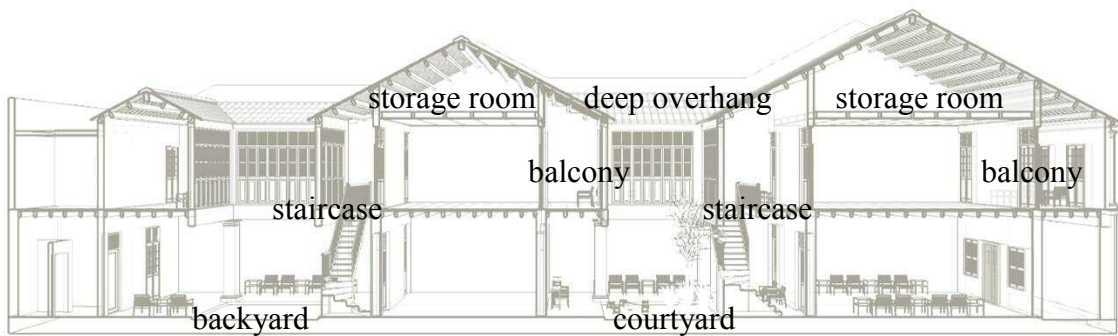 storage room deep overhang storage room
balcony balcony
staircase staircase
backyard courtyard